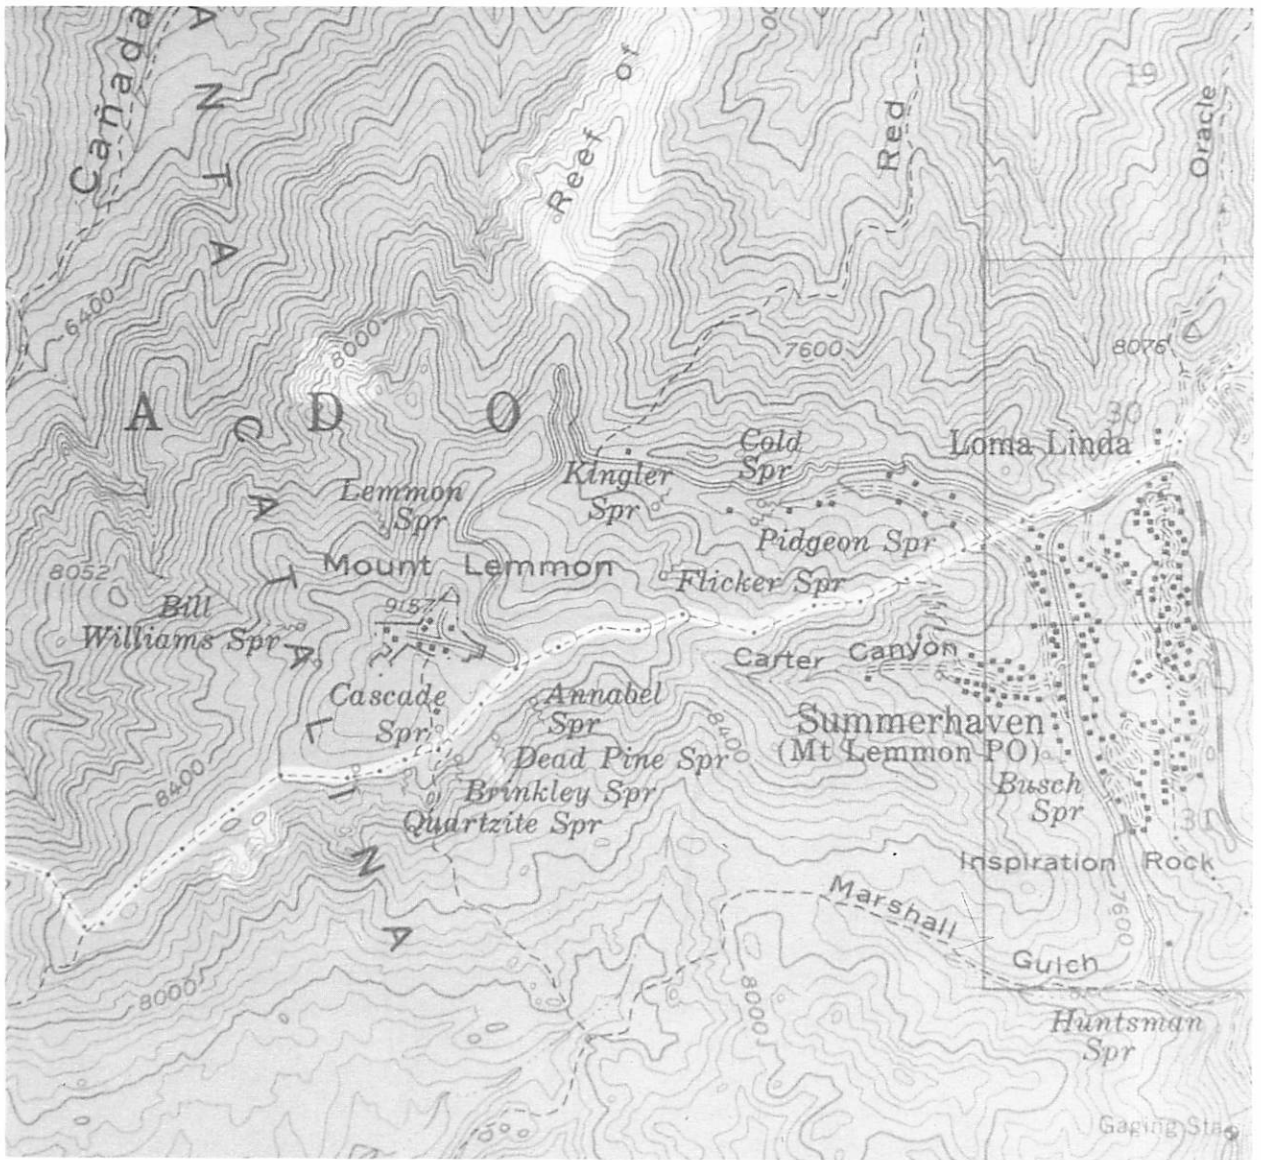 Cañada
A
N
T
A
Reef of
Red
19
Oracle
6400
8000
7600
8076
A
C
D
O
30
Loma Linda
Cold
Spr
Kingler
Spr
Lemmon
Spr
A
Pidgeon Spr
Mount Lemmon
T
8052
Flicker Spr
Bill
Williams Spr
9157
A
Carter Canyon
Cascade
Spr
Annabel
Spr
L
8400
Summerhaven
(Mt Lemmon PO)
Dead Pine Spr
8400
I
Brinkley Spr
Busch
Spr
Quartzite Spr
31
N
Inspiration Rock
Marshall
Gulch
7600
A
8000
8000
Huntsman
Spr
Gaging Sta